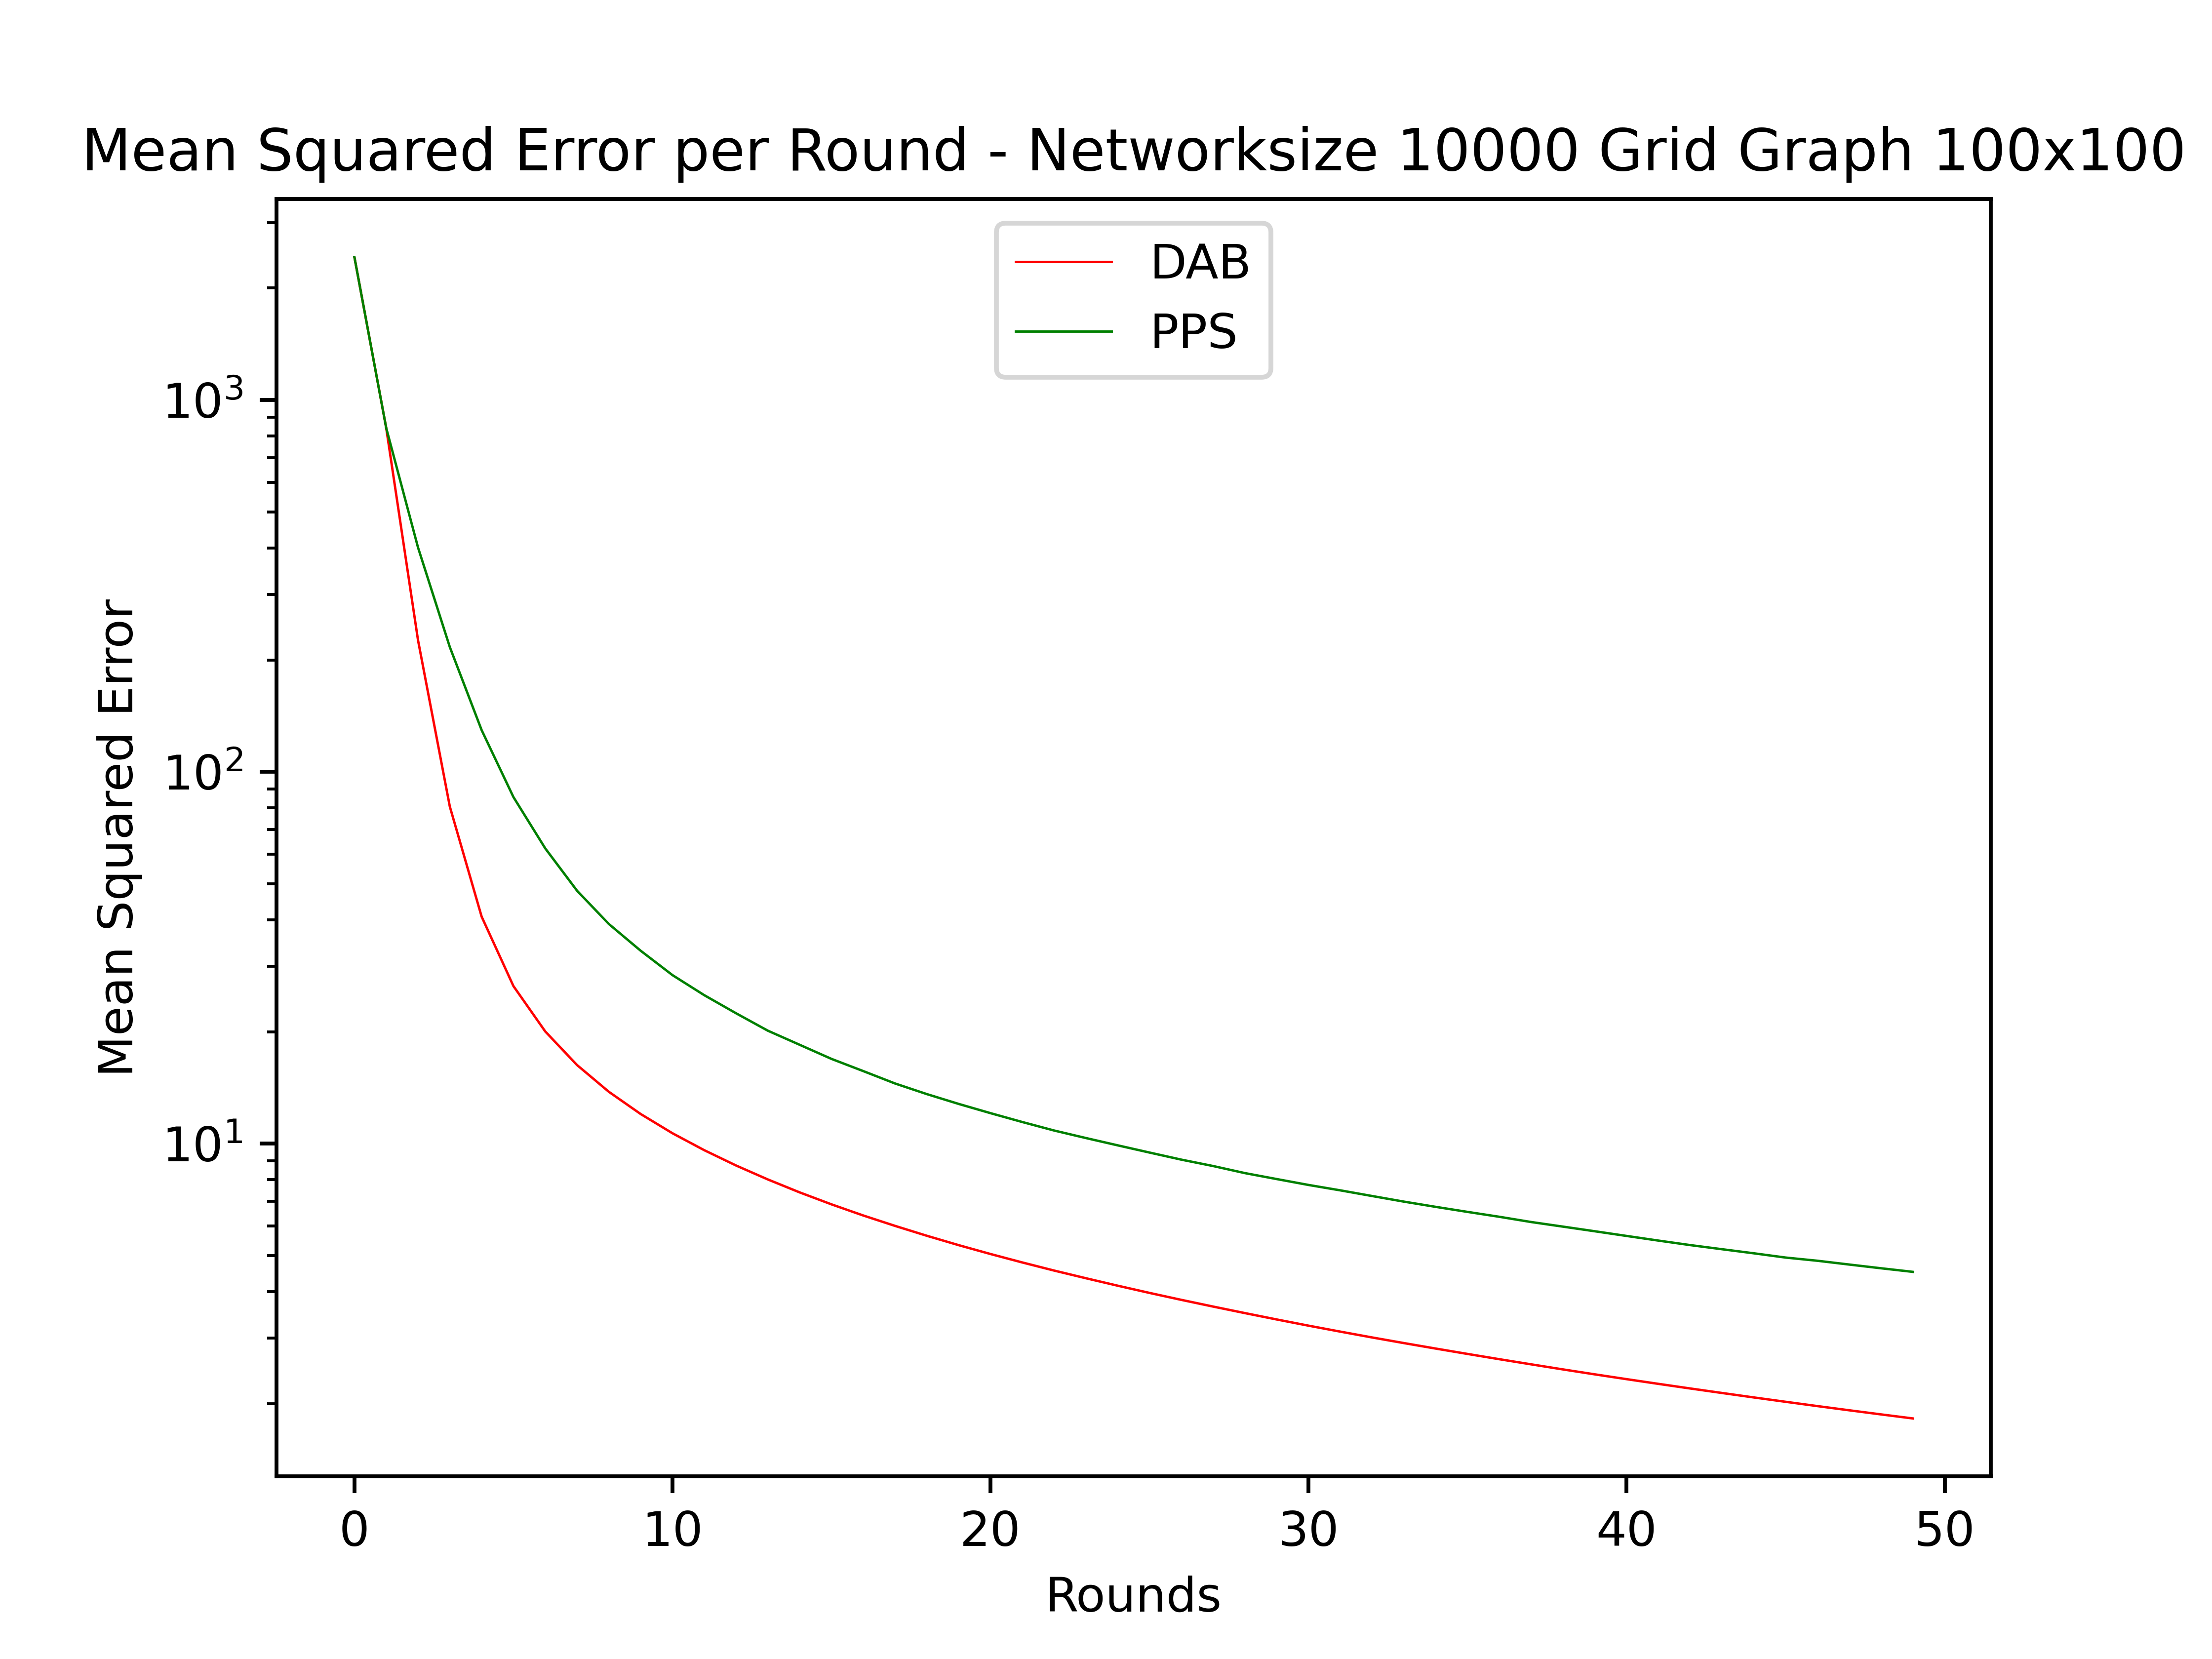 Mean Squared Error per Round - Networksize 10000 Grid Graph 100x100
DAB
PPS
Mean Squared Error
10³
10²
10¹
0 10 20 30 40 50
Rounds